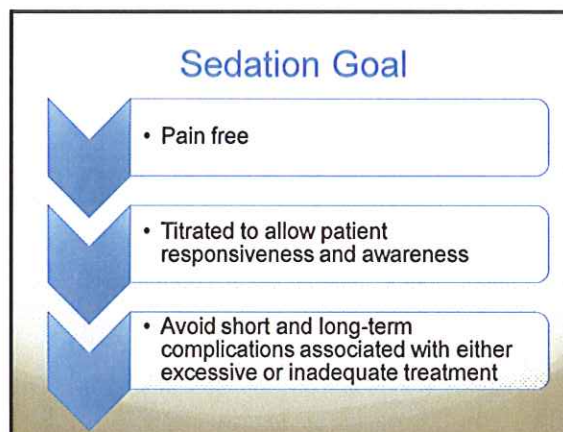 Sedation Goal
• Pain free
• Titrated to allow patient
responsiveness and awareness
• Avoid short and long-term
complications associated with either
excessive or inadequate treatment